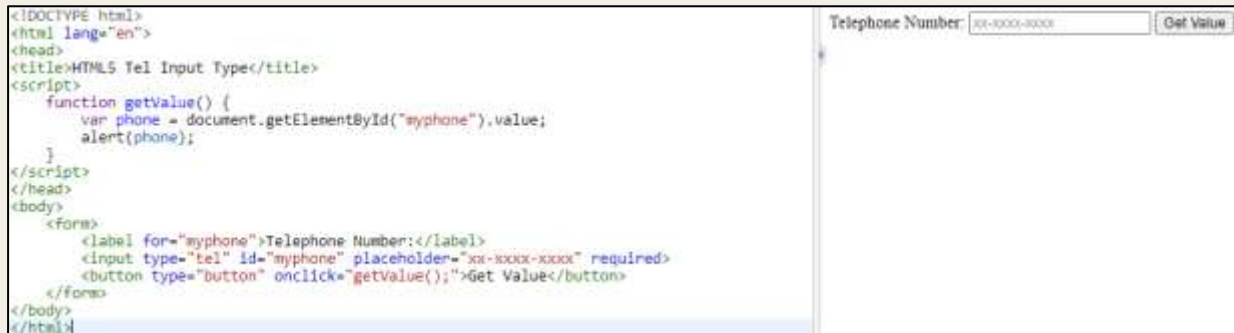 <!DOCTYPE html>
<html lang="en">
<head>
<title>HTML5 Tel Input Type</title>
<script>
    function getValue() {
        var phone = document.getElementById("myphone").value;
        alert(phone);
    }
</script>
</head>
<body>
    <form>
        <label for="myphone">Telephone Number:</label>
        <input type="tel" id="myphone" placeholder="xx-xxxx-xxxx" required>
        <button type="button" onclick="getValue();">Get Value</button>
    </form>
</body>
</html>
Telephone Number: xx-xxxx-xxxx Get Value